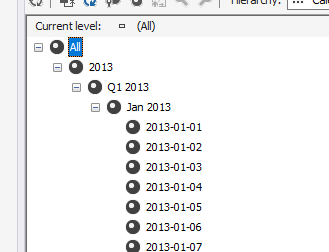 Hierarchy:
Current level: (All)
All
2013
Q1 2013
Jan 2013
2013-01-01
2013-01-02
2013-01-03
2013-01-04
2013-01-05
2013-01-06
2013-01-07